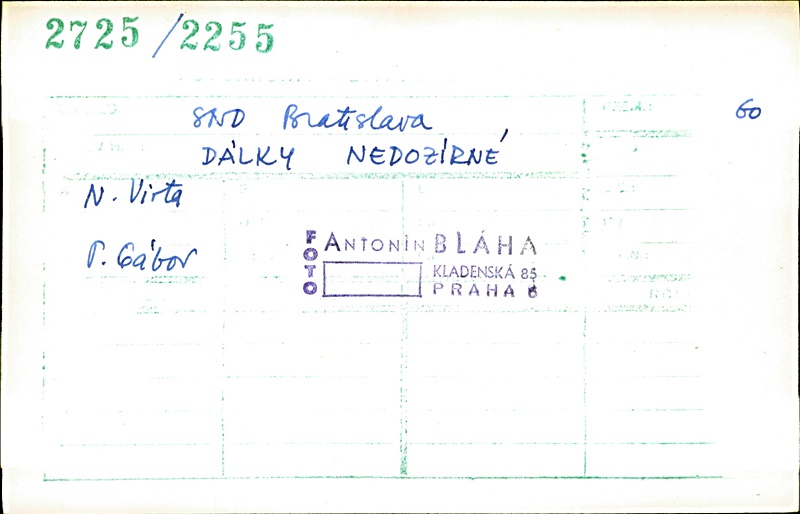 2725/2255
SND Bratislava 60
DÁLKY NEDOZÍRNÉ
N. Virta
P. Gábor
FOTO ANTONÍN BLÁHA
KLADENSKÁ 85
PRAHA 6